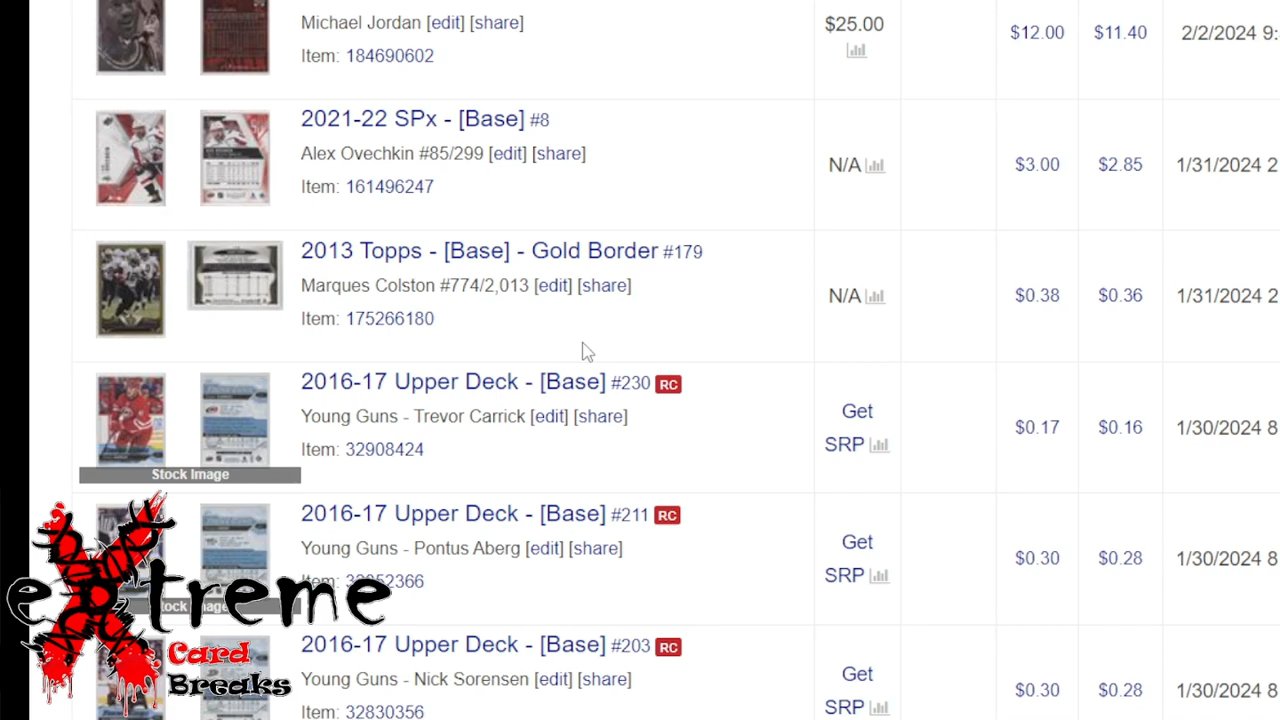 Michael Jordan [edit] [share]
Item: 184690602
$25.00
$12.00
$11.40
2/2/2024 9:
2021-22 SPx - [Base] #8
Alex Ovechkin #85/299 [edit] [share]
Item: 161496247
N/A
$3.00
$2.85
1/31/2024 2
2013 Topps - [Base] - Gold Border #179
Marques Colston #774/2,013 [edit] [share]
Item: 175266180
N/A
$0.38
$0.36
1/31/2024 2
2016-17 Upper Deck - [Base] #230 RC
Young Guns - Trevor Carrick [edit] [share]
Item: 32908424
Stock Image
Get
SRP
$0.17
$0.16
1/30/2024 8
2016-17 Upper Deck - [Base] #211 RC
Young Guns - Pontus Aberg [edit] [share]
Item:
Stock Image
Get
SRP
$0.30
$0.28
1/30/2024 8
2016-17 Upper Deck - [Base] #203 RC
Young Guns - Nick Sorensen [edit] [share]
Item: 32830356
Get
SRP
$0.30
$0.28
1/30/2024 8
eXtreme
Card
Breaks